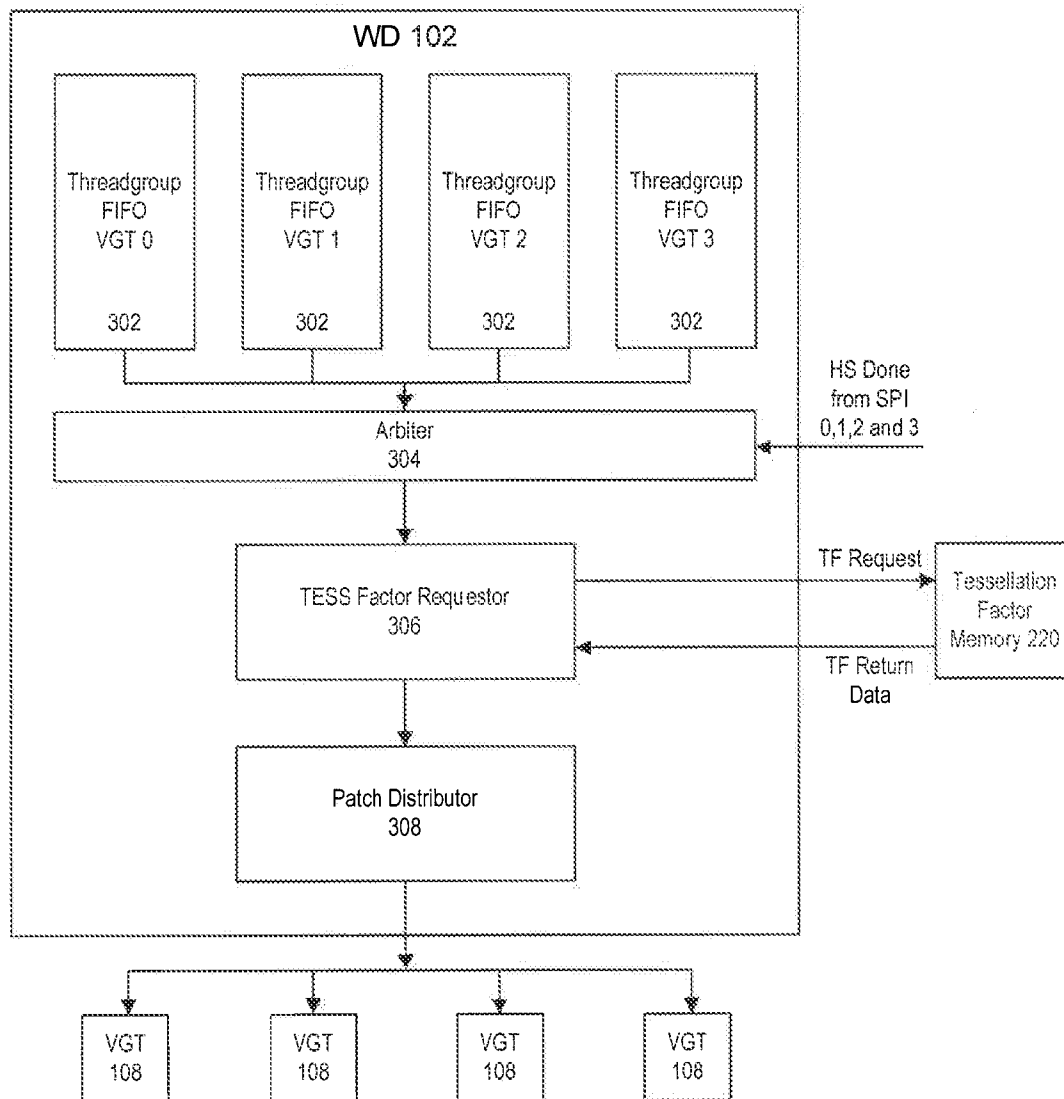 WD 102
Threadgroup
FIFO
VGT 0
302
Threadgroup
FIFO
VGT 1
302
Threadgroup
FIFO
VGT 2
302
Threadgroup
FIFO
VGT 3
302
HS Done
from SPI
0,1,2 and 3
Arbiter
304
TESS Factor Requestor
306
TF Request
TF Return
Data
Tessellation
Factor
Memory 220
Patch Distributor
308
VGT
108
VGT
108
VGT
108
VGT
108